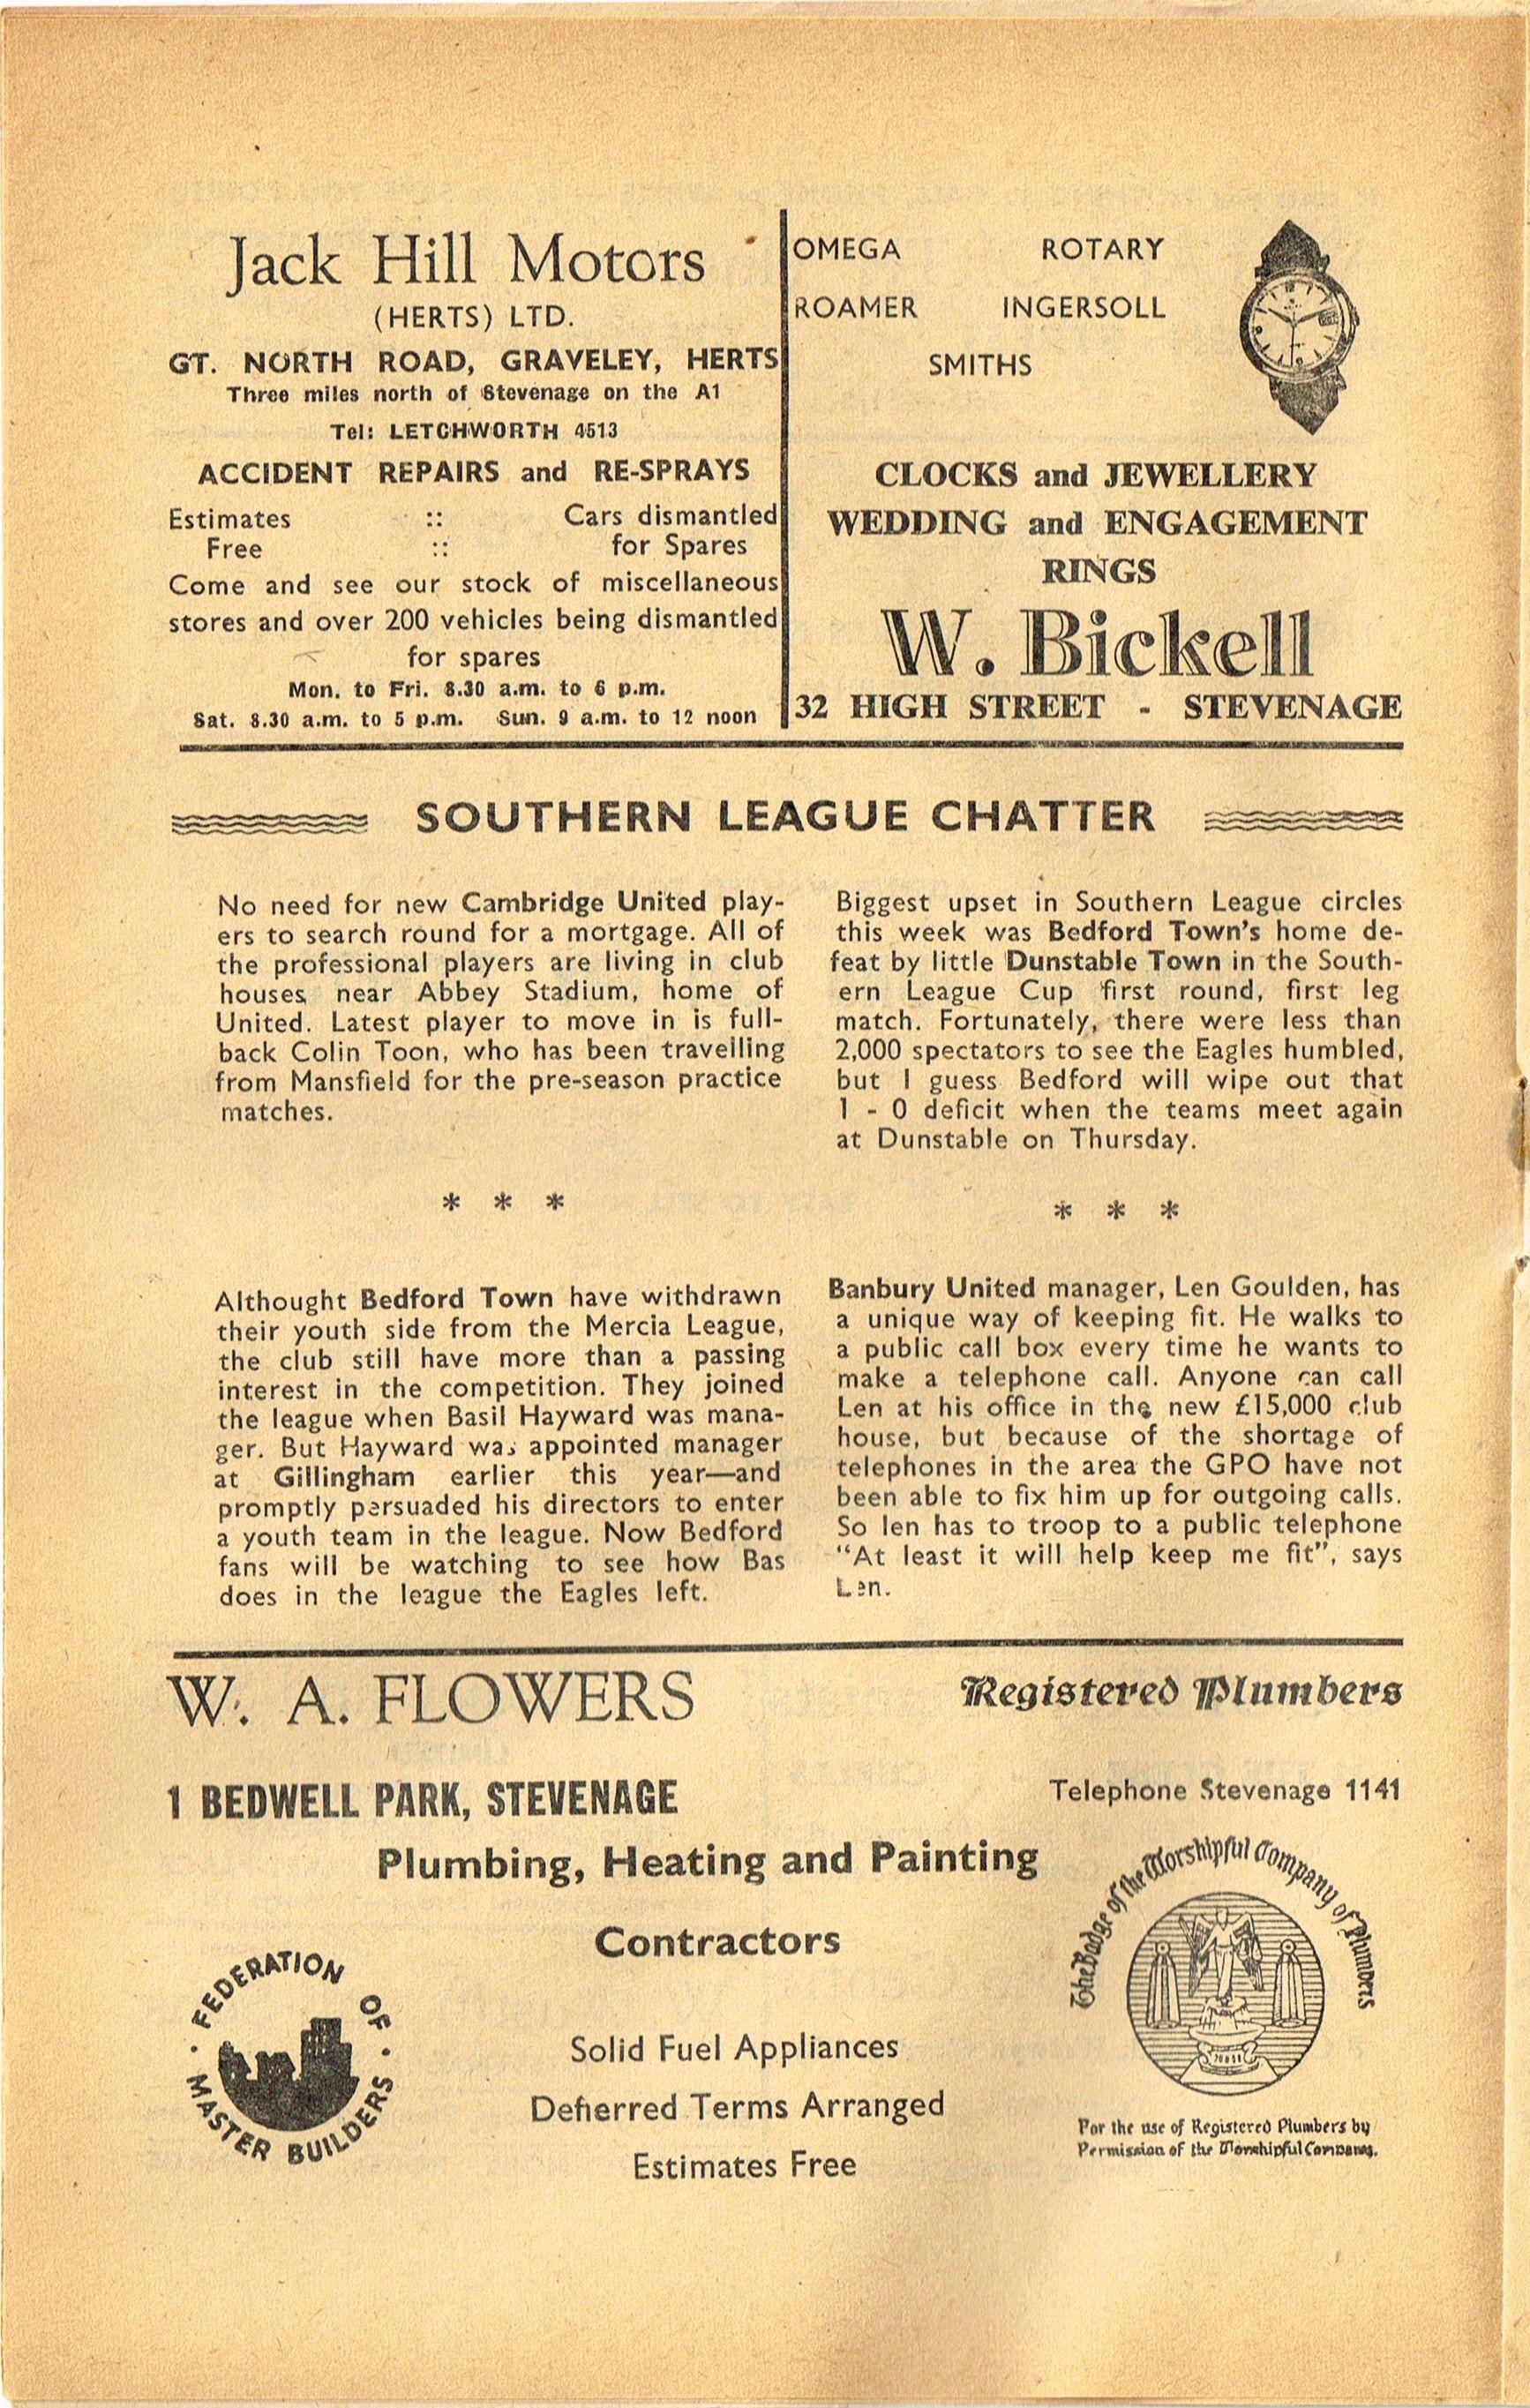 Jack Hill Motors
(HERTS) LTD.
GT. NORTH ROAD, GRAVELEY, HERTS
Three miles north of Stevenage on the A1
Tel: LETCHWORTH 4513
ACCIDENT REPAIRS and RE-SPRAYS
Estimates :: Cars dismantled
Free :: for Spares
Come and see our stock of miscellaneous
stores and over 200 vehicles being dismantled
for spares
Mon. to Fri. 8.30 a.m. to 6 p.m.
Sat. 8.30 a.m. to 5 p.m. Sun. 9 a.m. to 12 noon
OMEGA ROTARY
ROAMER INGERSOLL
SMITHS
CLOCKS and JEWELLERY
WEDDING and ENGAGEMENT
RINGS
W. Bickell
32 HIGH STREET - STEVENAGE
SOUTHERN LEAGUE CHATTER
No need for new Cambridge United play-
ers to search round for a mortgage. All of
the professional players are living in club
houses near Abbey Stadium, home of
United. Latest player to move in is full-
back Colin Toon, who has been travelling
from Mansfield for the pre-season practice
matches.
* * *
Althought Bedford Town have withdrawn
their youth side from the Mercia League,
the club still have more than a passing
interest in the competition. They joined
the league when Basil Hayward was mana-
ger. But Hayward was appointed manager
at Gillingham earlier this year—and
promptly persuaded his directors to enter
a youth team in the league. Now Bedford
fans will be watching to see how Bas
does in the league the Eagles left.
Biggest upset in Southern League circles
this week was Bedford Town's home de-
feat by little Dunstable Town in the South-
ern League Cup first round, first leg
match. Fortunately, there were less than
2,000 spectators to see the Eagles humbled,
but I guess Bedford will wipe out that
1 - 0 deficit when the teams meet again
at Dunstable on Thursday.
* * *
Banbury United manager, Len Goulden, has
a unique way of keeping fit. He walks to
a public call box every time he wants to
make a telephone call. Anyone can call
Len at his office in the new £15,000 club
house, but because of the shortage of
telephones in the area the GPO have not
been able to fix him up for outgoing calls.
So len has to troop to a public telephone
"At least it will help keep me fit", says
Len.
W. A. FLOWERS
Registered Plumbers
1 BEDWELL PARK, STEVENAGE
Telephone Stevenage 1141
Plumbing, Heating and Painting
Contractors
Solid Fuel Appliances
Defierred Terms Arranged
Estimates Free
· FEDERATION OF ·
MASTER BUILDERS
The Badge of the Worshipful Company of Plumbers
For the use of Registered Plumbers by
Permission of the Worshipful Company.